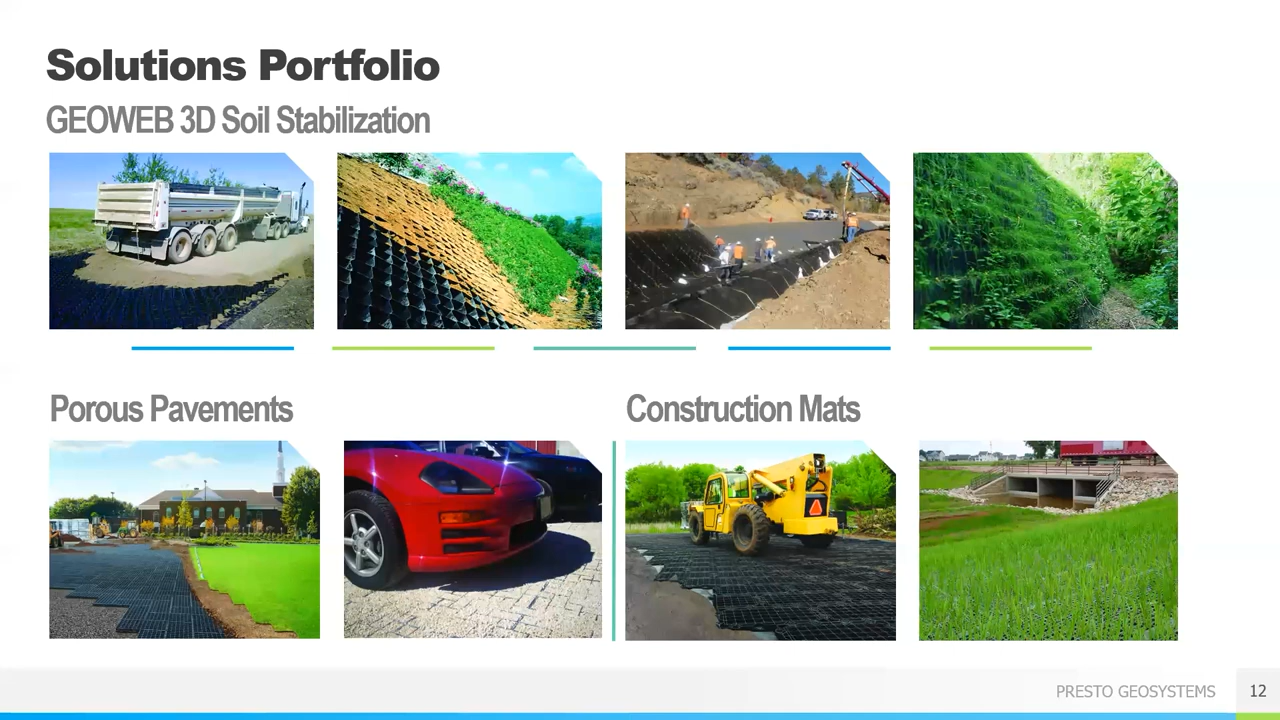 Solutions Portfolio
GEOWEB 3D Soil Stabilization
Porous Pavements
Construction Mats
PRESTO GEOSYSTEMS
12